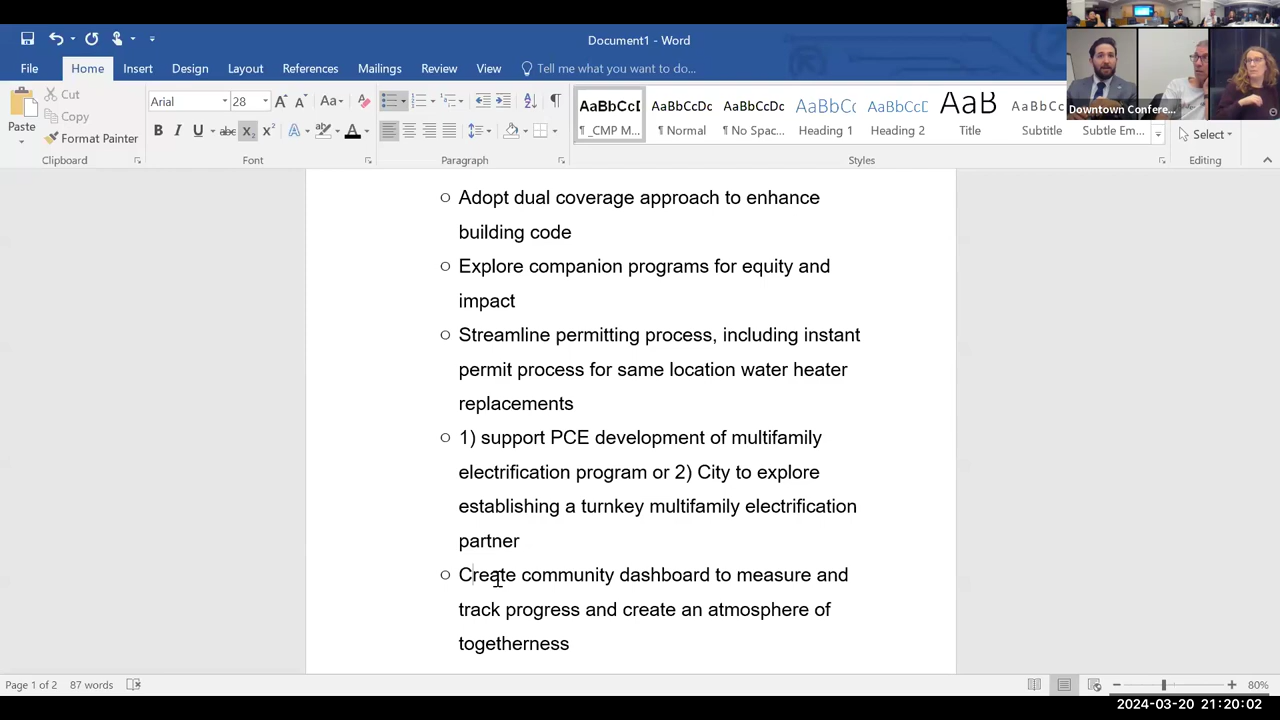 Document1 - Word
File Home Insert Design Layout References Mailings Review View Tell me what you want to do...
Paste
Cut
Copy
Format Painter
Clipboard
Arial 28
B I U abc X₂ X²
Font
Paragraph
AaBbCcI AaBbCcDc AaBbCcDc AaBbCc AaBbCcDc AaB AaBbCcD
¶ _CMP M... ¶ Normal ¶ No Spac... Heading 1 Heading 2 Title Subtitle Subtle Em...
Styles
Select
Editing
Downtown Confere...
Adopt dual coverage approach to enhance
building code
Explore companion programs for equity and
impact
Streamline permitting process, including instant
permit process for same location water heater
replacements
1) support PCE development of multifamily
electrification program or 2) City to explore
establishing a turnkey multifamily electrification
partner
Create community dashboard to measure and
track progress and create an atmosphere of
togetherness
Page 1 of 2 87 words 80%
2024-03-20 21:20:02